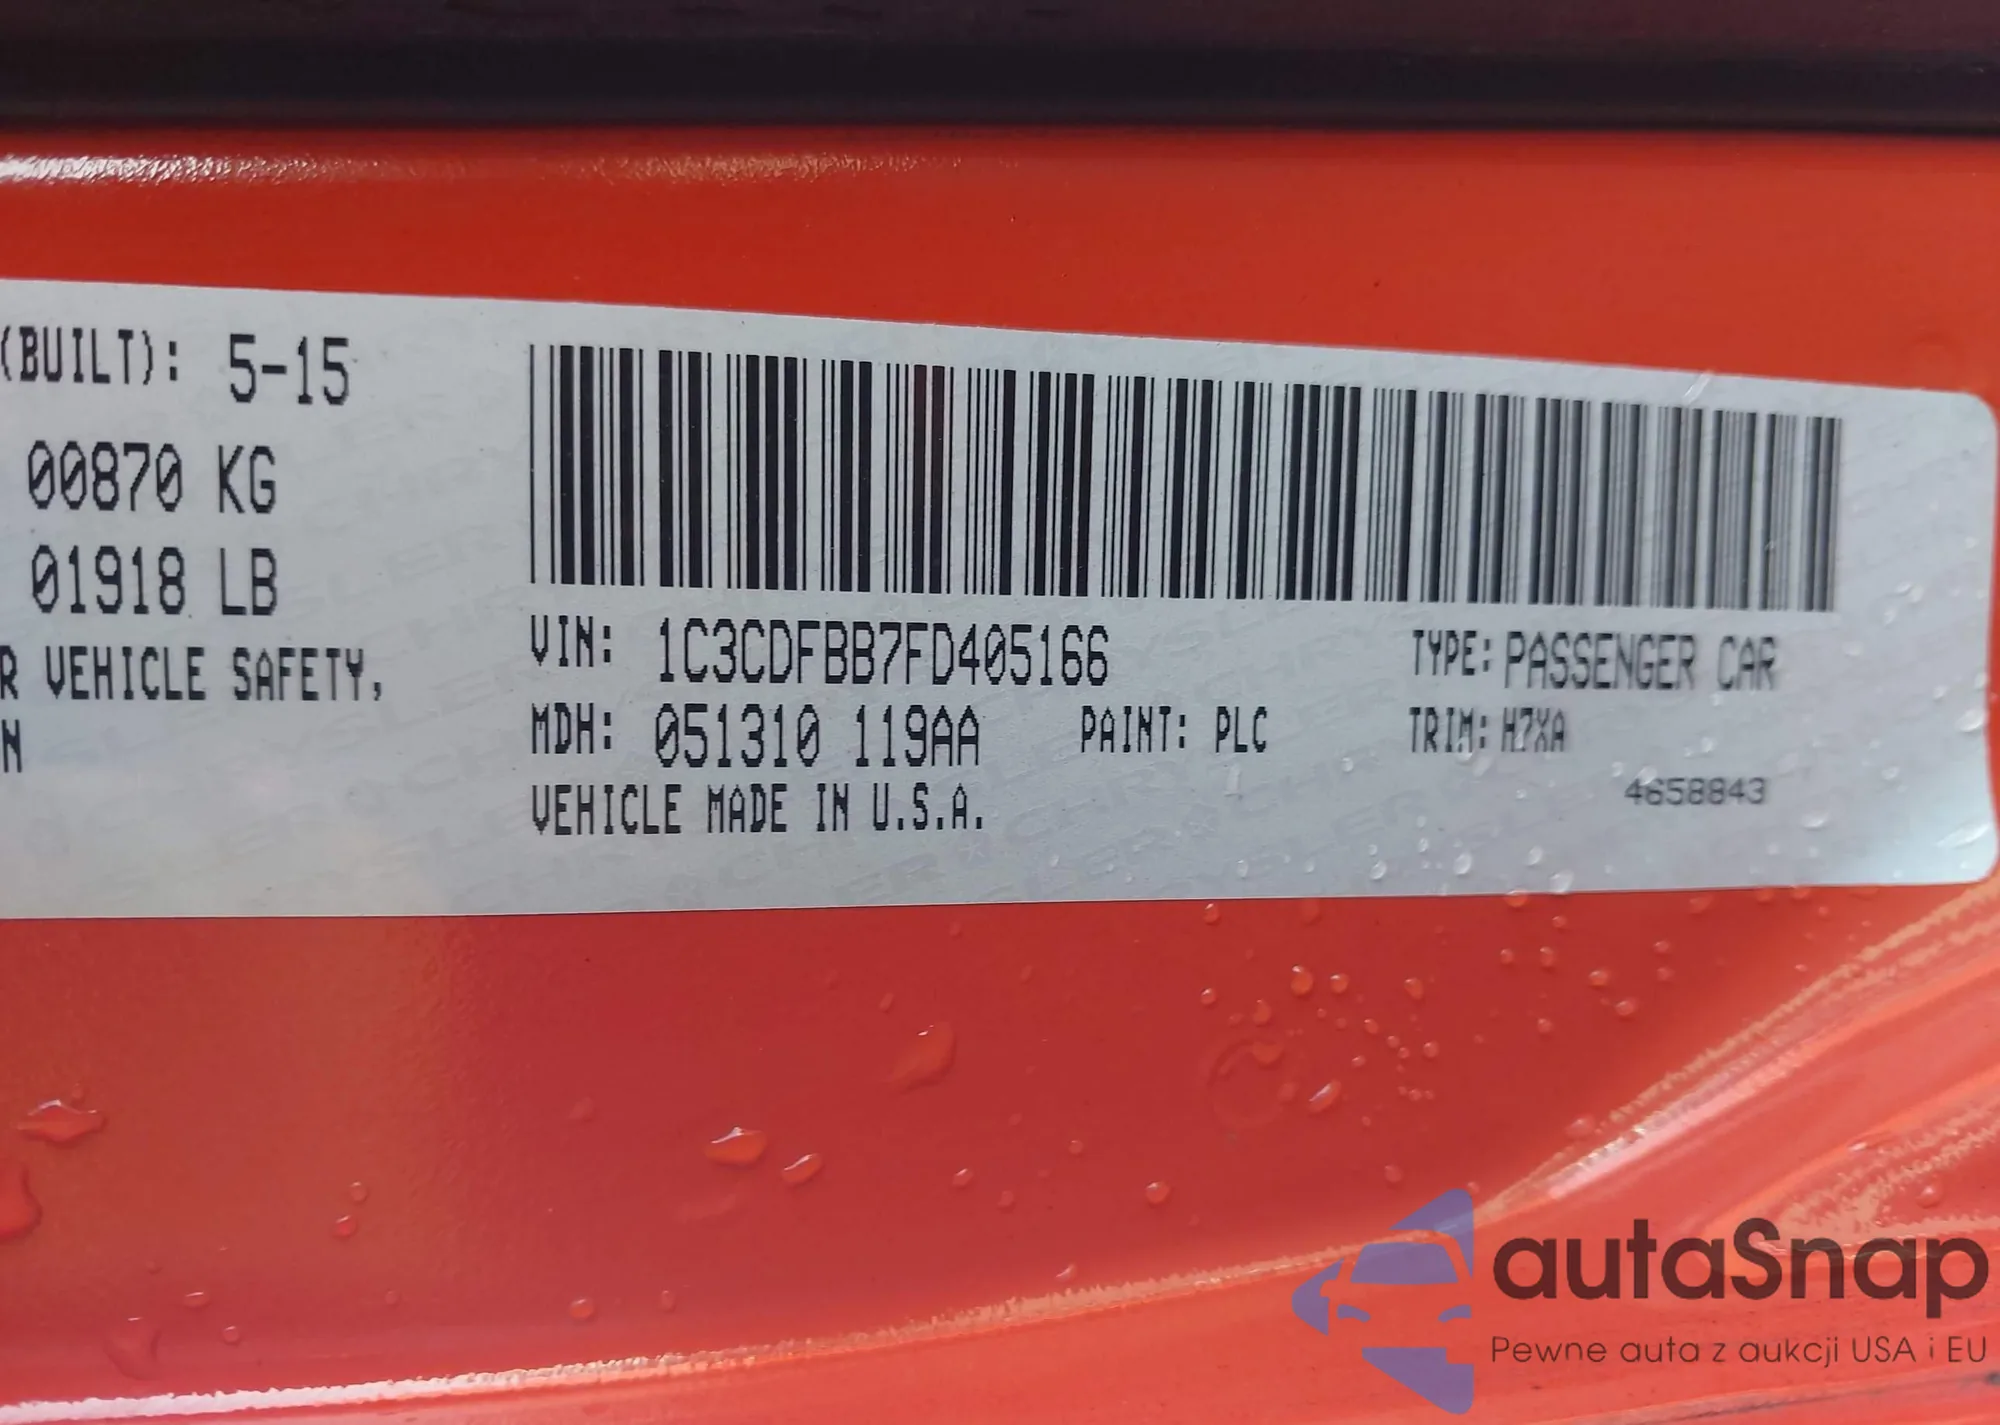 (BUILT): 5-15
00870 KG
01918 LB
R VEHICLE SAFETY,
N
VIN: 1C3CDFBB7FD405166 TYPE: PASSENGER CAR
MDH: 051310 119AA PAINT: PLC TRIM: H7XA
VEHICLE MADE IN U.S.A.
4658843
autaSnap
Pewne auta z aukcji USA i EU